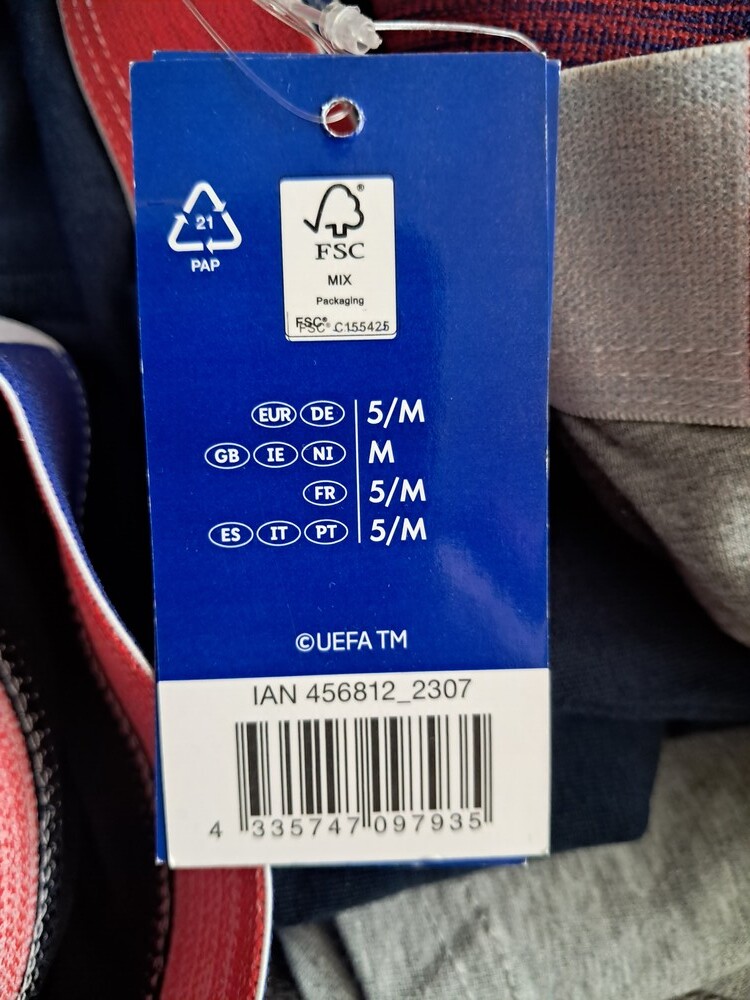 21
PAP
FSC®
MIX
Packaging
FSC® C155425
EUR DE 5/M
GB IE NI M
FR 5/M
ES IT PT 5/M
©UEFA TM
IAN 456812_2307
4 335747 097935